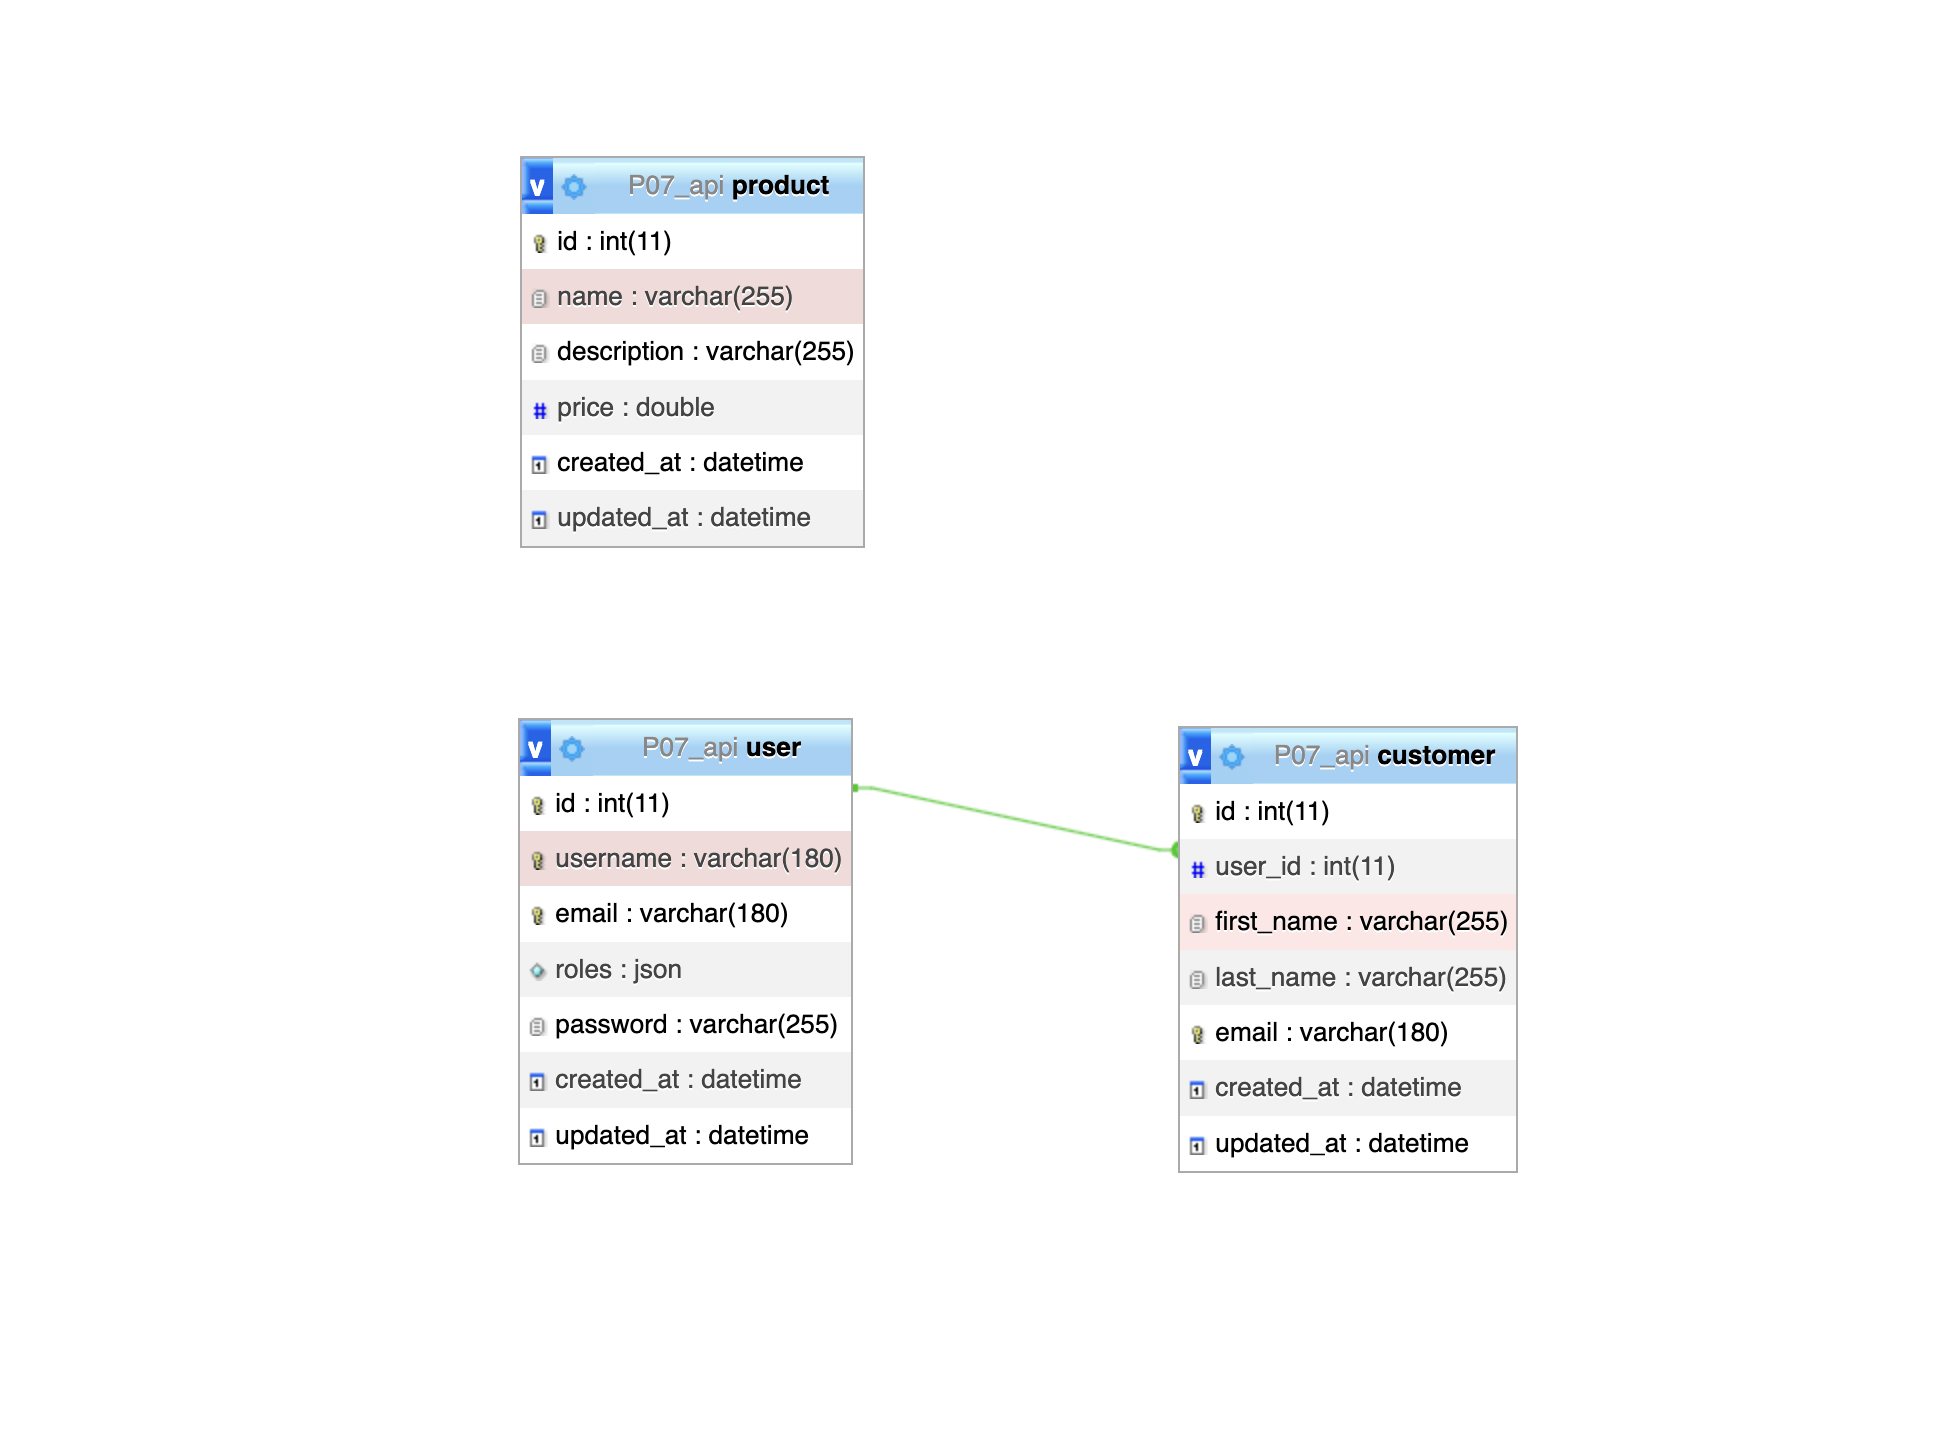 v P07_api product
id : int(11)
name : varchar(255)
description : varchar(255)
# price : double
created_at : datetime
updated_at : datetime
v P07_api user
id : int(11)
username : varchar(180)
email : varchar(180)
roles : json
password : varchar(255)
created_at : datetime
updated_at : datetime
v P07_api customer
id : int(11)
# user_id : int(11)
first_name : varchar(255)
last_name : varchar(255)
email : varchar(180)
created_at : datetime
updated_at : datetime